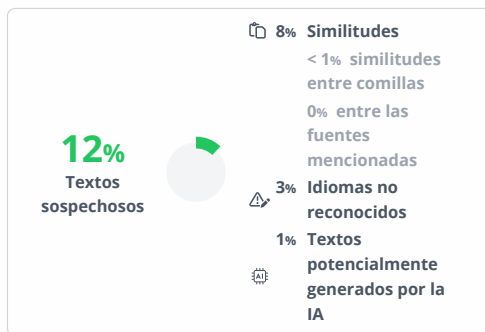 12%
Textos
sospechosos
8% Similitudes
< 1% similitudes
entre comillas
0% entre las
fuentes
mencionadas
3% Idiomas no
reconocidos
1% Textos
potencialmente
generados por la
IA
AI